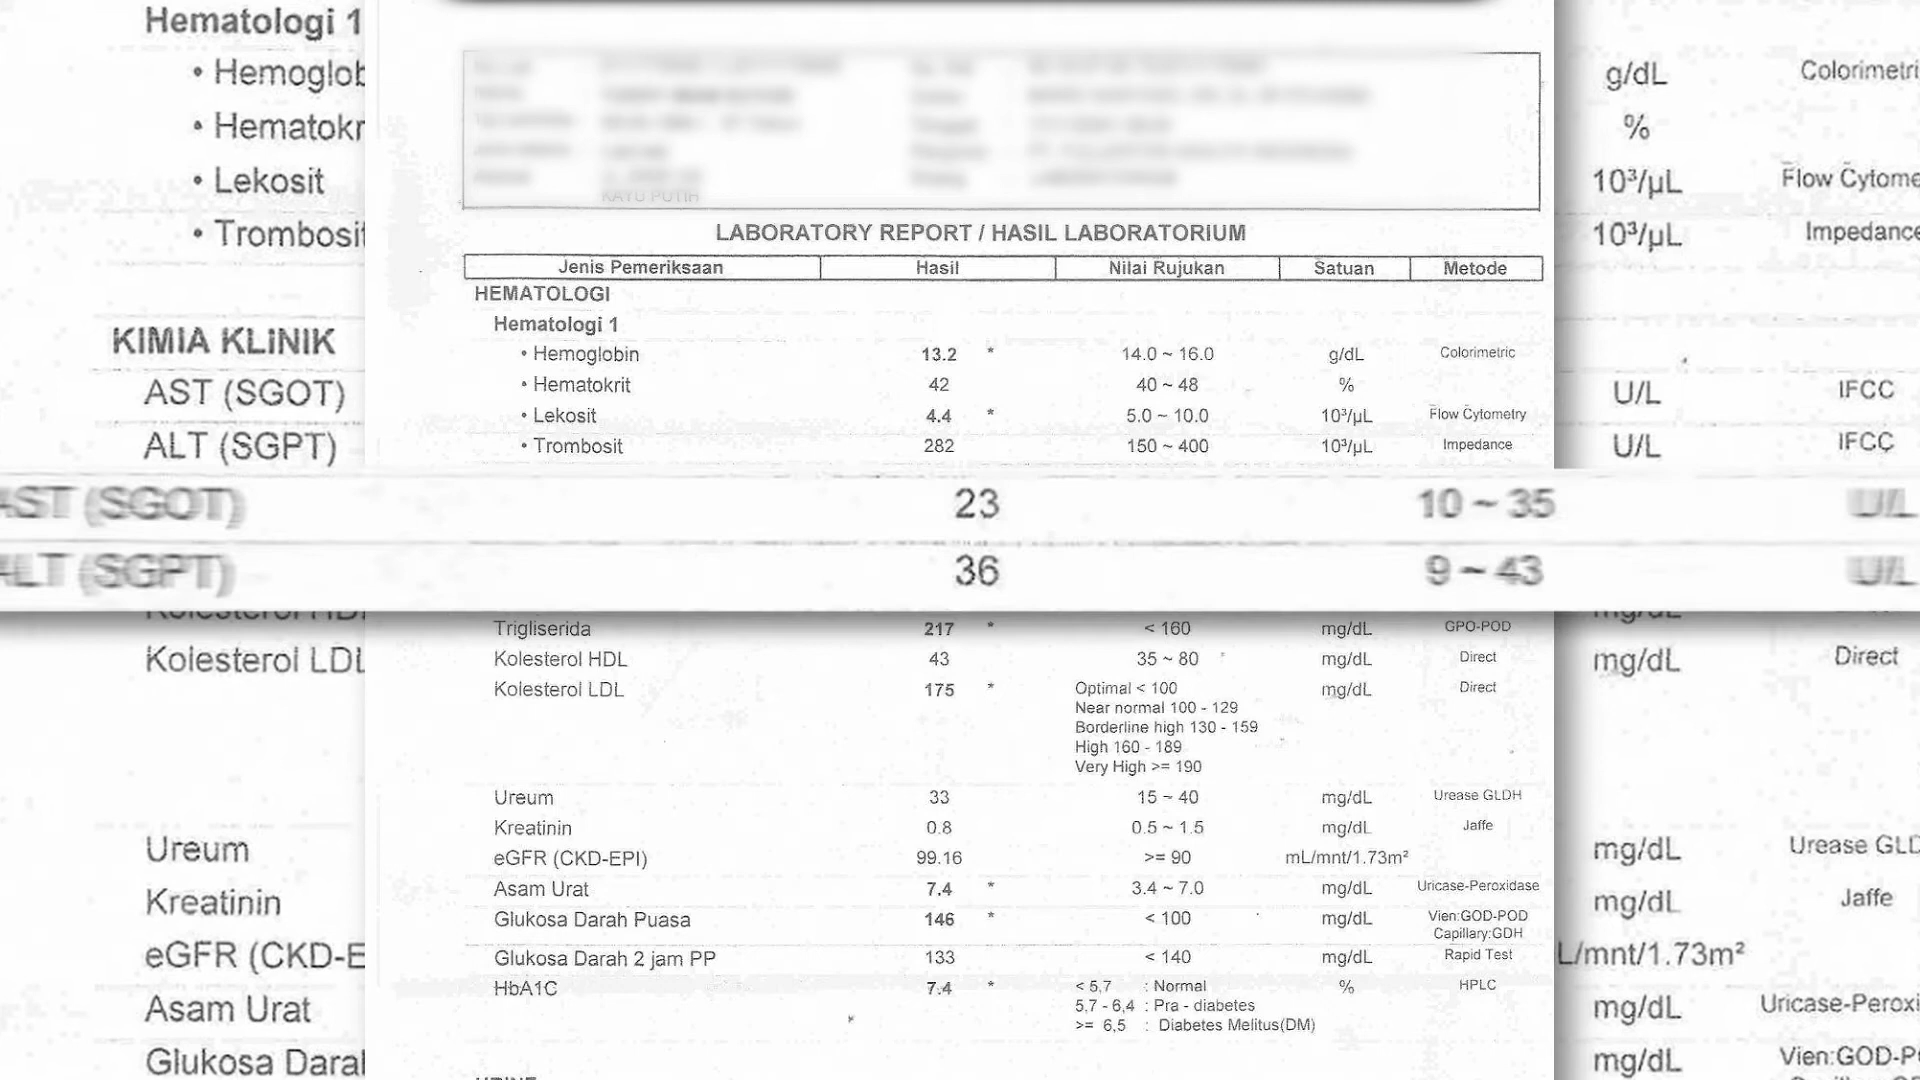 KAYU PUTIH
LABORATORY REPORT / HASIL LABORATORIUM
Jenis Pemeriksaan Hasil Nilai Rujukan Satuan Metode
HEMATOLOGI
Hematologi 1
• Hemoglobin 13.2 * 14.0 ~ 16.0 g/dL Colorimetric
• Hematokrit 42 40 ~ 48 %
• Lekosit 4.4 * 5.0 ~ 10.0 10³/µL Flow Cytometry
• Trombosit 282 150 ~ 400 10³/µL Impedance
AST (SGOT) 23 10 ~ 35 U/L
ALT (SGPT) 36 9 ~ 43 U/L
Trigliserida 217 * < 160 mg/dL GPO-POD
Kolesterol HDL 43 35 ~ 80 mg/dL Direct
Kolesterol LDL 175 * Optimal < 100 mg/dL Direct
Near normal 100 - 129
Borderline high 130 - 159
High 160 - 189
Very High >= 190
Ureum 33 15 ~ 40 mg/dL Urease GLDH
Kreatinin 0.8 0.5 ~ 1.5 mg/dL Jaffe
eGFR (CKD-EPI) 99.16 >= 90 mL/mnt/1.73m²
Asam Urat 7.4 * 3.4 ~ 7.0 mg/dL Uricase-Peroxidase
Glukosa Darah Puasa 146 * < 100 mg/dL Vien:GOD-POD
Capillary:GDH
Glukosa Darah 2 jam PP 133 < 140 mg/dL Rapid Test
HbA1C 7.4 * < 5,7 : Normal % HPLC
5,7 - 6,4 : Pra - diabetes
>= 6,5 : Diabetes Melitus(DM)
Hematologi 1
• Hemoglob g/dL Colorimetri
• Hematokr %
• Lekosit 10³/µL Flow Cytome
• Trombosit 10³/µL Impedance
KIMIA KLINIK
AST (SGOT) U/L IFCC
ALT (SGPT) U/L IFCC
Kolesterol LDL mg/dL Direct
Ureum mg/dL Urease GLD
Kreatinin mg/dL Jaffe
eGFR (CKD-E L/mnt/1.73m²
Asam Urat mg/dL Uricase-Peroxi
Glukosa Dara mg/dL Vien:GOD-P